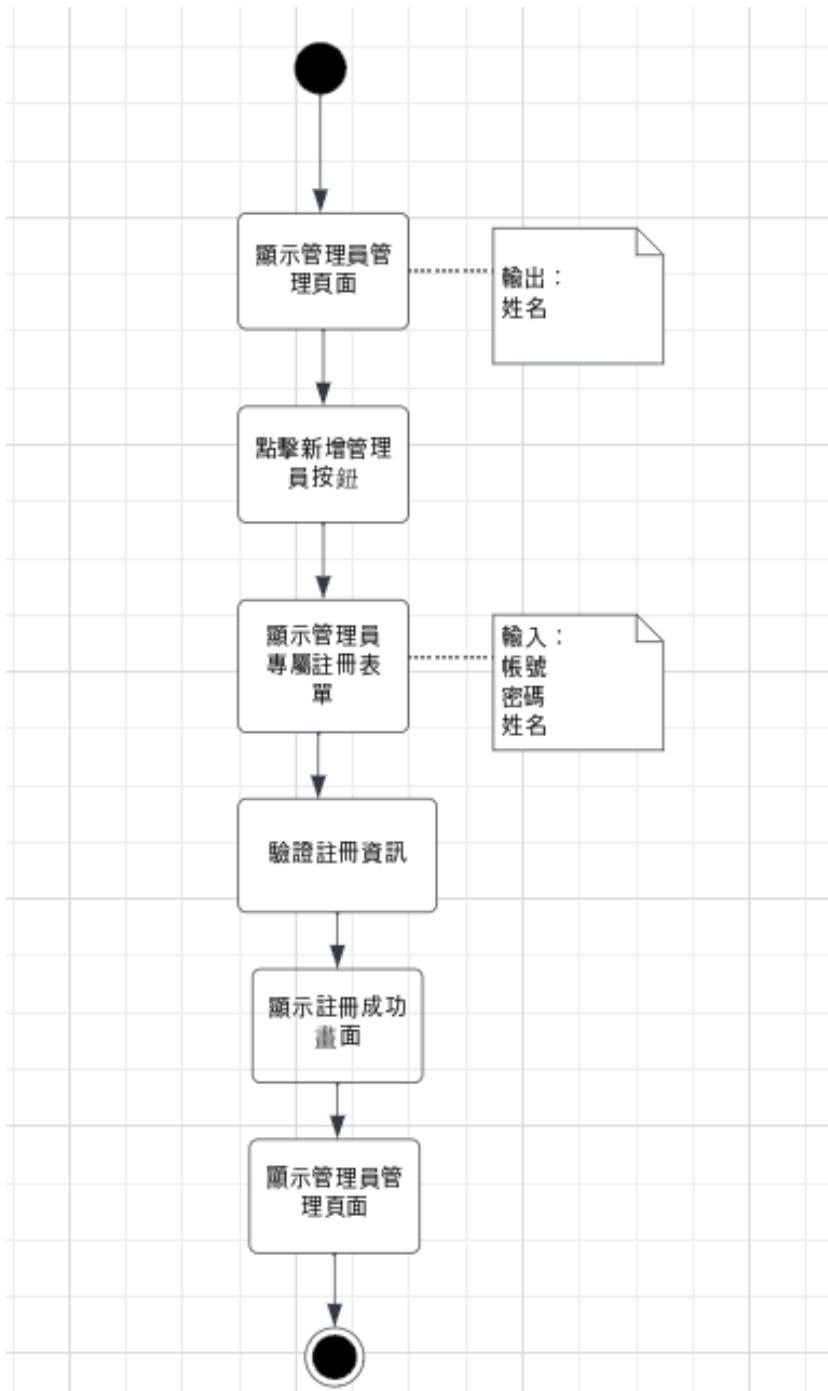 顯示管理員管
理頁面
輸出：
姓名
點擊新增管理
員按鈕
顯示管理員
專屬註冊表
單
輸入：
帳號
密碼
姓名
驗證註冊資訊
顯示註冊成功
畫面
顯示管理員管
理頁面